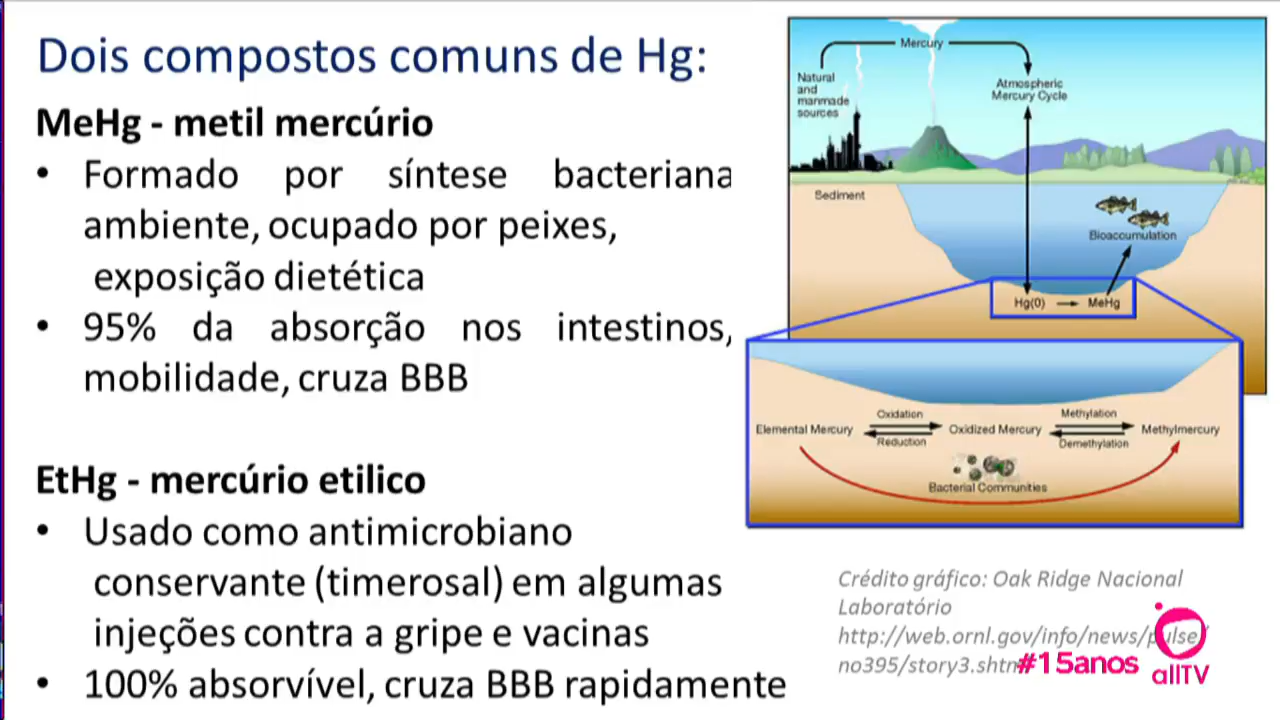 Dois compostos comuns de Hg:
MeHg - metil mercúrio
• Formado por síntese bacteriana
ambiente, ocupado por peixes,
exposição dietética
• 95% da absorção nos intestinos,
mobilidade, cruza BBB
EtHg - mercúrio etilico
• Usado como antimicrobiano
conservante (timerosal) em algumas
injeções contra a gripe e vacinas
• 100% absorvível, cruza BBB rapidamente
Mercury
Natural
and
manmade
sources
Atmospheric
Mercury Cycle
Sediment
Bioaccumulation
Hg(0)
MeHg
Elemental Mercury
Oxidation
Reduction
Oxidized Mercury
Methylation
Demethylation
Methylmercury
Bacterial Communities
Crédito gráfico: Oak Ridge Nacional
Laboratório
http://web.ornl.gov/info/news/pulse/
no395/story3.shtm
#15anos
allTV